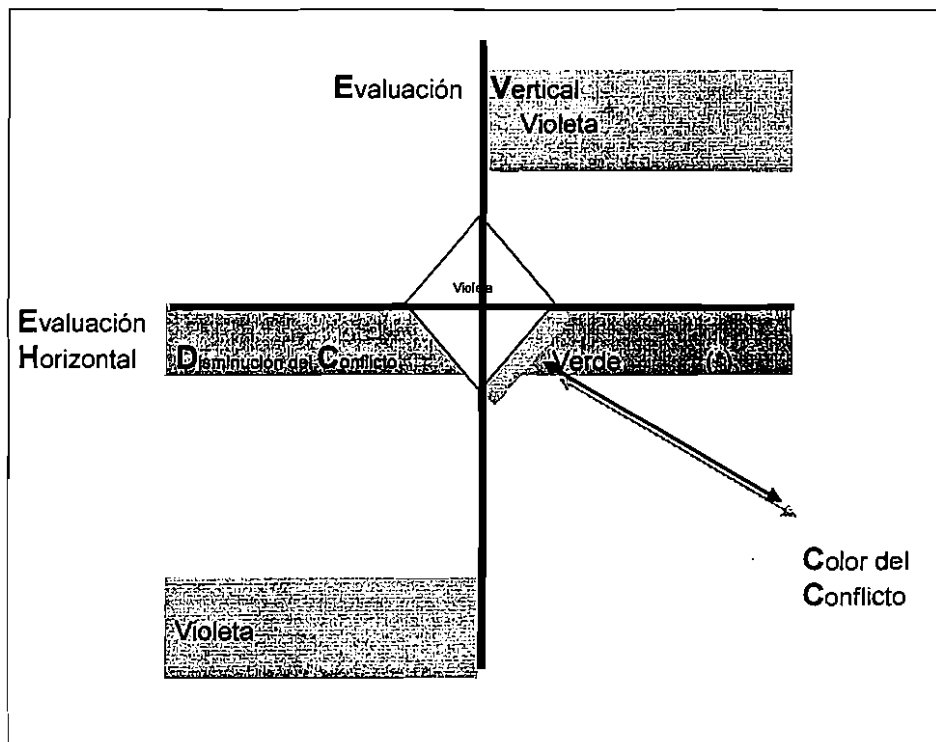 Evaluación Vertical
Violeta
Violeta
Evaluación
Horizontal
Disminución del Conflicto
Verde ($)
Color del
Conflicto
Violeta